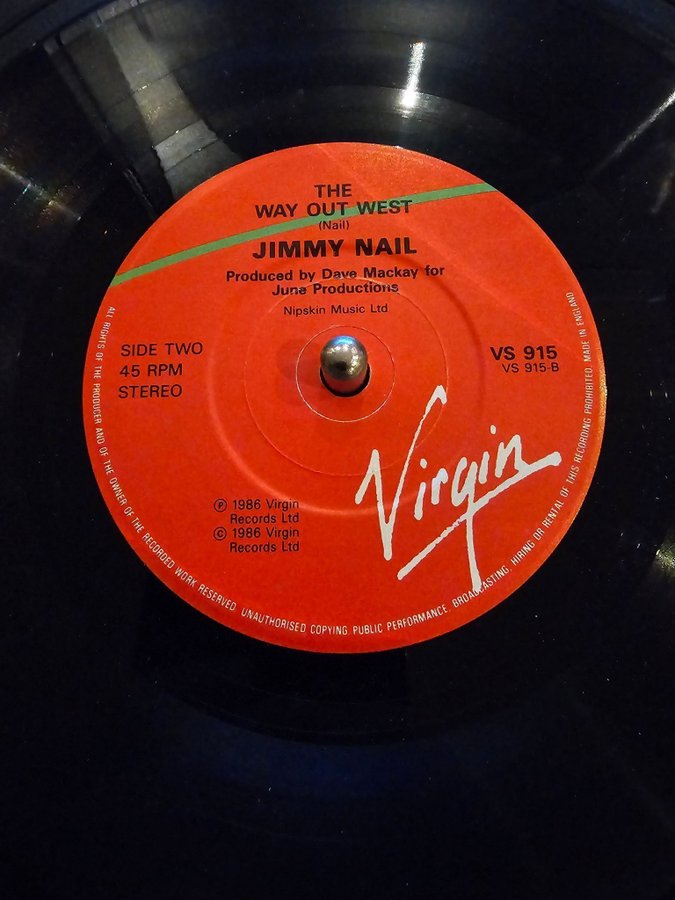 THE
WAY OUT WEST
(Nail)
JIMMY NAIL
Produced by Dave Mackay for
June Productions
Nipskin Music Ltd
SIDE TWO
45 RPM
STEREO
VS 915
VS 915-B
Virgin
℗ 1986 Virgin
Records Ltd
© 1986 Virgin
Records Ltd
ALL RIGHTS OF THE PRODUCER AND OF THE OWNER OF THE RECORDED WORK RESERVED. UNAUTHORISED COPYING, PUBLIC PERFORMANCE, BROADCASTING, HIRING OR RENTAL OF THIS RECORDING PROHIBITED. MADE IN ENGLAND